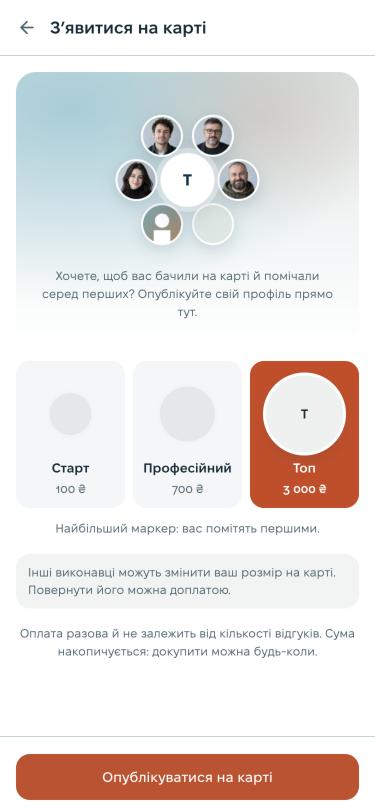 З'явитися на карті
Т
Хочете, щоб вас бачили на карті й помічали
серед перших? Опублікуйте свій профіль прямо
тут.
Т
Старт
Професійний
Топ
100 ₴
700 ₴
3 000 ₴
Найбільший маркер: вас помітять першими.
Інші виконавці можуть змінити ваш розмір на карті.
Повернути його можна доплатою.
Оплата разова й не залежить від кількості відгуків. Сума
накопичується: докупити можна будь-коли.
Опублікуватися на карті